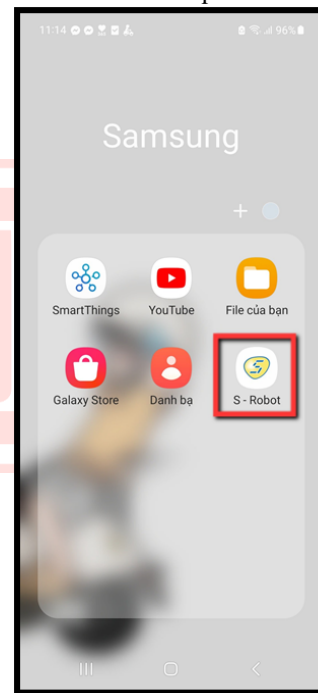 11:14
96%
Samsung
SmartThings
YouTube
File của bạn
Galaxy Store
Danh bạ
S - Robot